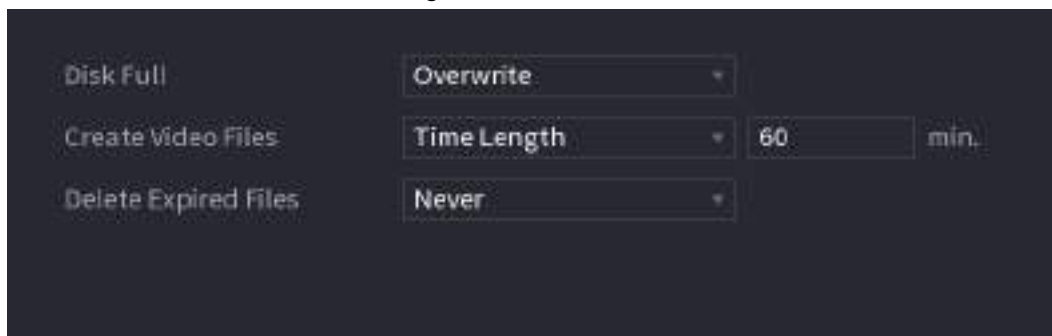 Disk Full Overwrite
Create Video Files Time Length 60 min.
Delete Expired Files Never